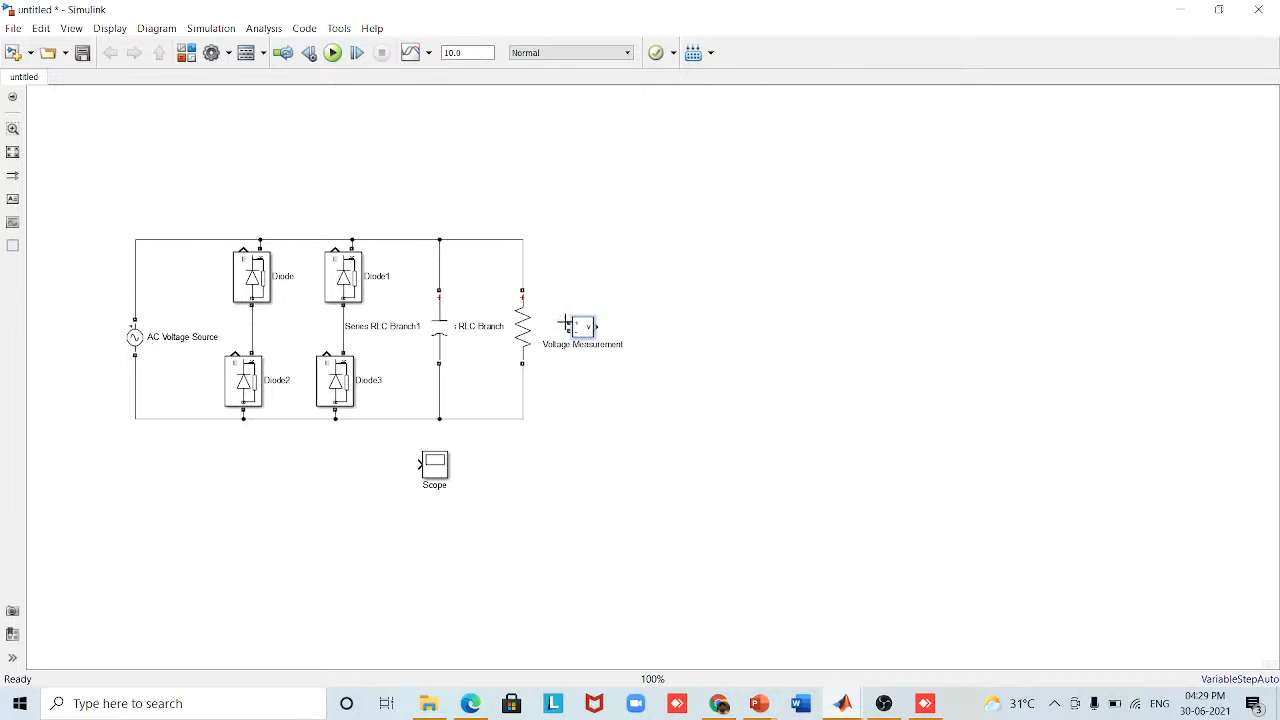 untitled * - Simulink
File Edit View Display Diagram Simulation Analysis Code Tools Help
10.0 Normal
untitled
Diode Diode1
AC Voltage Source Series RLC Branch1 : RLC Branch
Voltage Measurement
Diode2 Diode3
Scope
Ready 100% VariableStepAuto
Type here to search 31°C ENG 04:29 PM
30-06-2021